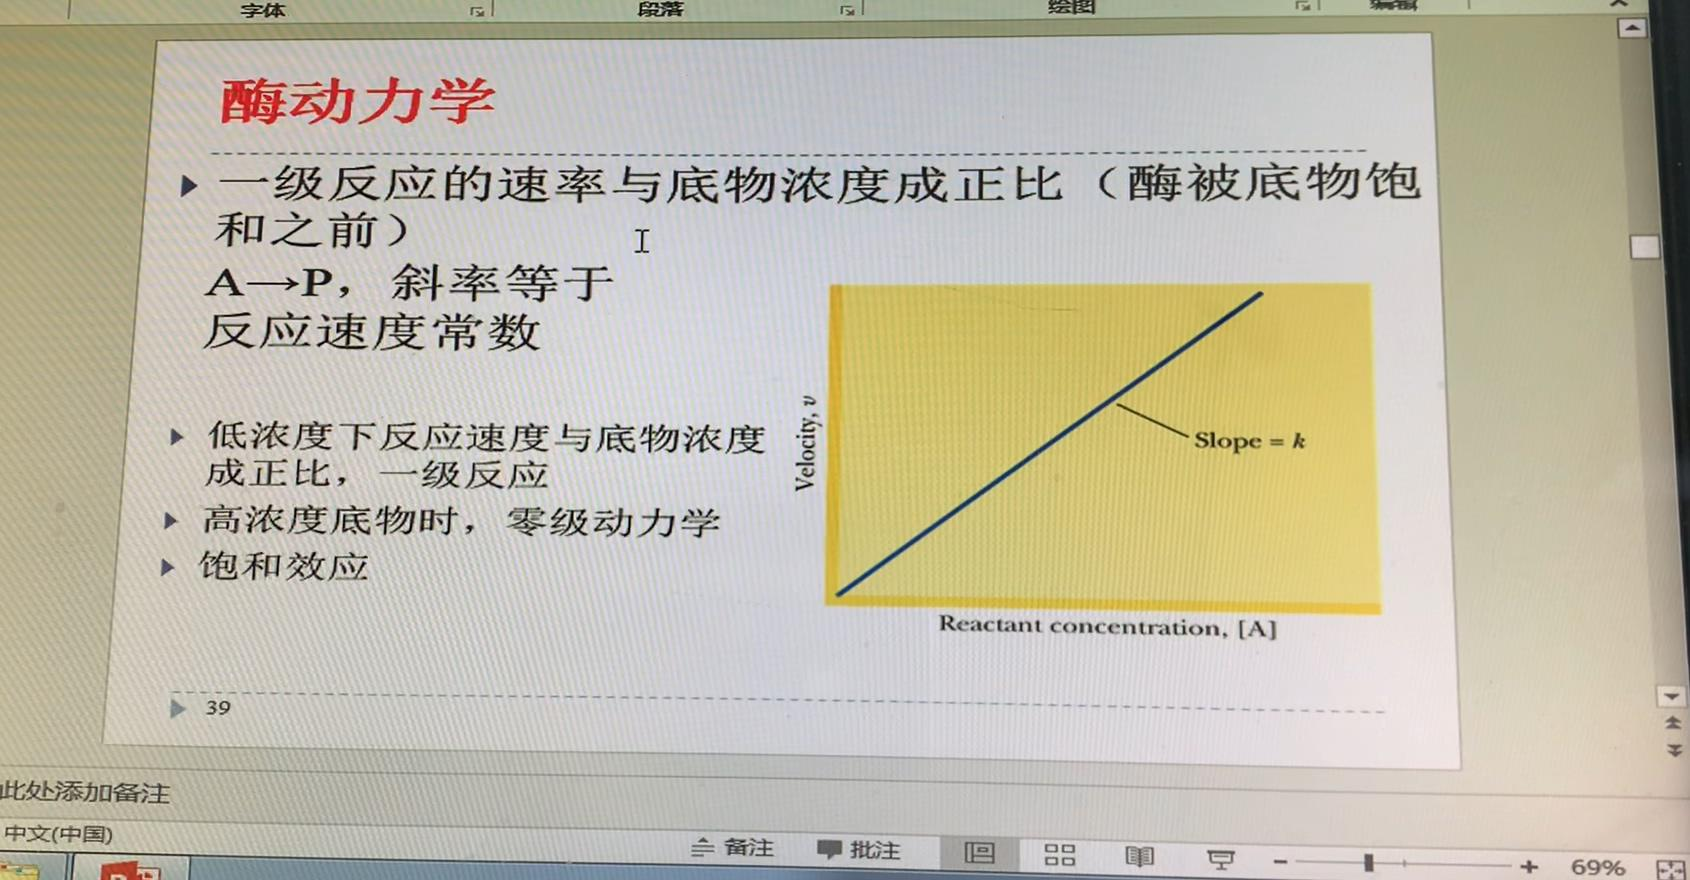 字体
段落
绘图
编辑
酶动力学
一级反应的速率与底物浓度成正比（酶被底物饱
和之前）
A→P，斜率等于
反应速度常数
低浓度下反应速度与底物浓度
成正比，一级反应
高浓度底物时，零级动力学
饱和效应
Velocity, v
Slope = k
Reactant concentration, [A]
39
此处添加备注
中文(中国)
备注
批注
69%